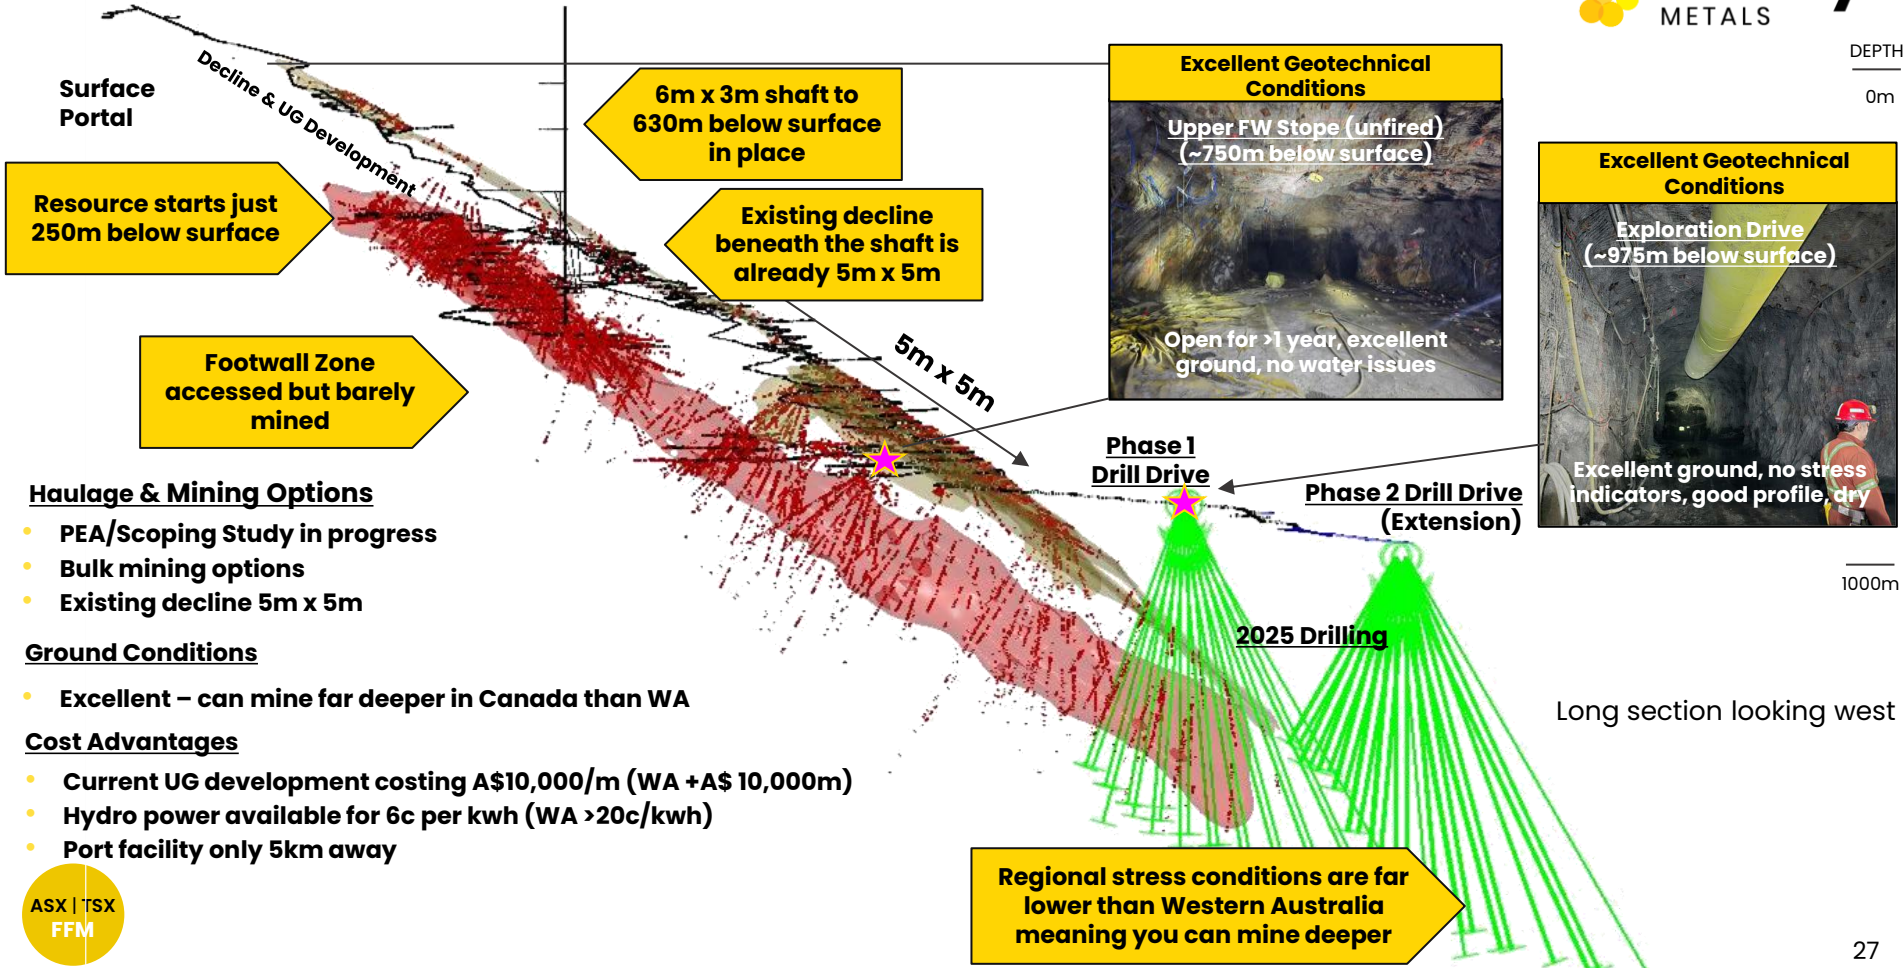 METALS
DEPTH
0m
Surface
Portal
Decline & UG Development
6m x 3m shaft to
630m below surface
in place
Excellent Geotechnical
Conditions
Upper FW Stope (unfired)
(~750m below surface)
Open for >1 year, excellent
ground, no water issues
Excellent Geotechnical
Conditions
Exploration Drive
(~975m below surface)
Excellent ground, no stress
indicators, good profile, dry
Resource starts just
250m below surface
Existing decline
beneath the shaft is
already 5m x 5m
5m x 5m
Footwall Zone
accessed but barely
mined
Phase 1
Drill Drive
Phase 2 Drill Drive
(Extension)
1000m
2025 Drilling
Long section looking west
Haulage & Mining Options
• PEA/Scoping Study in progress
• Bulk mining options
• Existing decline 5m x 5m
Ground Conditions
• Excellent – can mine far deeper in Canada than WA
Cost Advantages
• Current UG development costing A$10,000/m (WA +A$ 10,000m)
• Hydro power available for 6c per kwh (WA >20c/kwh)
• Port facility only 5km away
Regional stress conditions are far
lower than Western Australia
meaning you can mine deeper
ASX | TSX
FFM
27